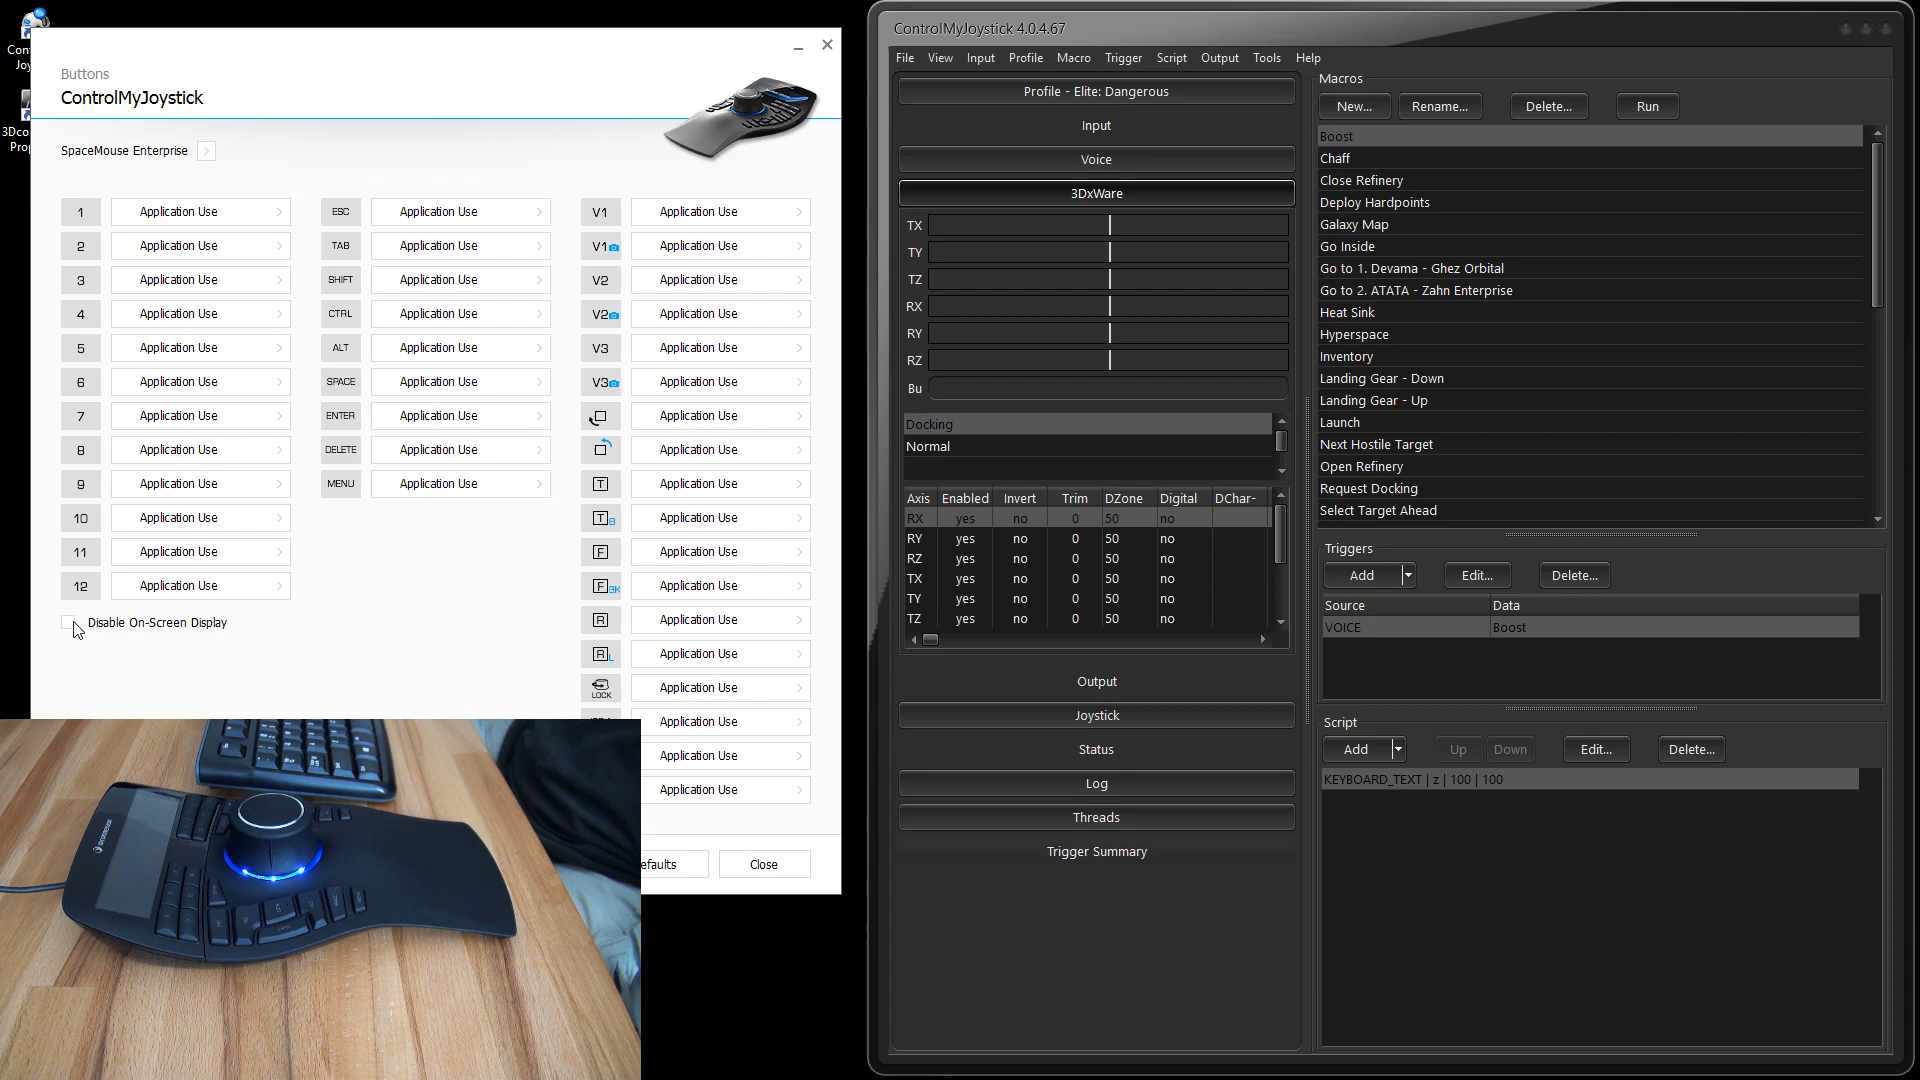 Buttons
ControlMyJoystick
SpaceMouse Enterprise
1 Application Use
2 Application Use
3 Application Use
4 Application Use
5 Application Use
6 Application Use
7 Application Use
8 Application Use
9 Application Use
10 Application Use
11 Application Use
12 Application Use
Disable On-Screen Display
ESC Application Use
TAB Application Use
SHIFT Application Use
CTRL Application Use
ALT Application Use
SPACE Application Use
ENTER Application Use
DELETE Application Use
MENU Application Use
V1 Application Use
V1 Application Use
V2 Application Use
V2 Application Use
V3 Application Use
V3 Application Use
Application Use
Application Use
T Application Use
T B Application Use
F Application Use
F BK Application Use
R Application Use
R L Application Use
LOCK Application Use
Application Use
Application Use
Application Use
Close
ControlMyJoystick 4.0.4.67
File View Input Profile Macro Trigger Script Output Tools Help
Profile - Elite: Dangerous
Input
Voice
3DxWare
TX
TY
TZ
RX
RY
RZ
Bu
Docking
Normal
Axis Enabled Invert Trim DZone Digital DChar-
RX yes no 0 50 no
RY yes no 0 50 no
RZ yes no 0 50 no
TX yes no 0 50 no
TY yes no 0 50 no
TZ yes no 0 50 no
Output
Joystick
Status
Log
Threads
Trigger Summary
Macros
New... Rename... Delete... Run
Boost
Chaff
Close Refinery
Deploy Hardpoints
Galaxy Map
Go Inside
Go to 1. Devama - Ghez Orbital
Go to 2. ATATA - Zahn Enterprise
Heat Sink
Hyperspace
Inventory
Landing Gear - Down
Landing Gear - Up
Launch
Next Hostile Target
Open Refinery
Request Docking
Select Target Ahead
Triggers
Add Edit... Delete...
Source Data
VOICE Boost
Script
Add Up Down Edit... Delete...
KEYBOARD_TEXT | z | 100 | 100